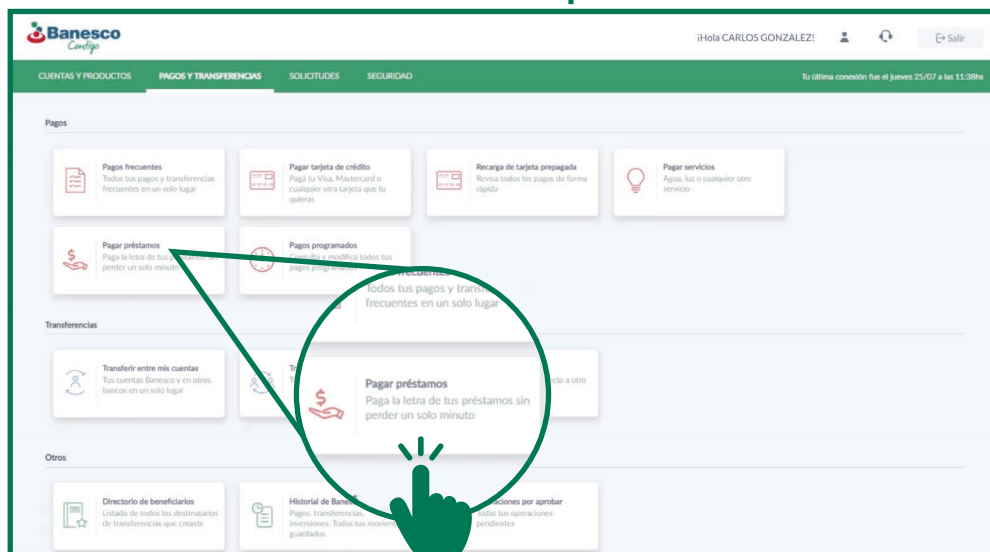 Banesco
Contigo
¡Hola CARLOS GONZALEZ!
Salir
CUENTAS Y PRODUCTOS
PAGOS Y TRANSFERENCIAS
SOLICITUDES
SEGURIDAD
Tu última conexión fue el jueves 25/07 a las 11:38hs
Pagos
Pagos frecuentes
Todos tus pagos y transferencias
frecuentes en un solo lugar
Pagar tarjeta de crédito
Pagá tu Visa, Mastercard o
cualquier otra tarjeta que tu
quieras
Recarga de tarjeta prepagada
Revisa todos los pagos de forma
rápida
Pagar servicios
Agua, luz o cualquier otro
servicio
Pagar préstamos
Paga la letra de tus préstamos sin
perder un solo minuto
Pagos programados
Consulta y modifica todos tus
pagos programados
Todos tus pagos y
frecuentes en un solo lugar
Pagar préstamos
Paga la letra de tus préstamos sin
perder un solo minuto
Transferencias
Transferir entre mis cuentas
Tus cuentas Banesco y en otros
bancos en un solo lugar
a otro
Otros
Directorio de beneficiarios
Listado de todos los destinatarios
de transferencias que creaste
Historial de
Pagos, transferencias,
inversiones. Todos tus
guardados.
por aprobar
Todas tus operaciones
pendientes